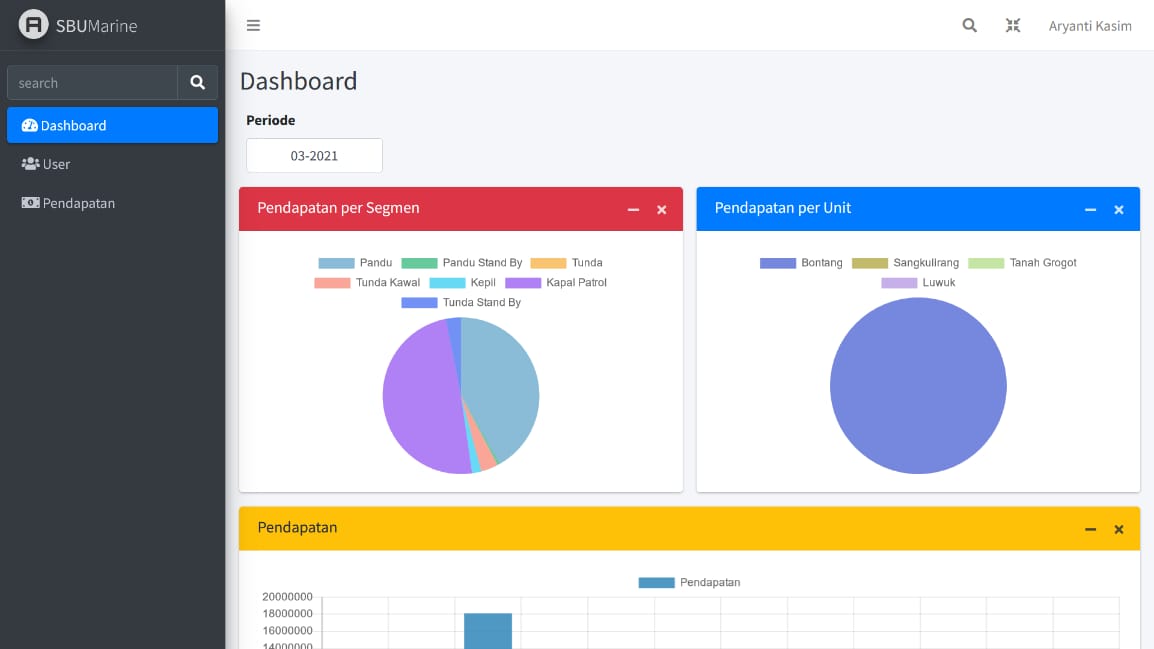 SBUMarine
Aryanti Kasim
search
Dashboard
User
Pendapatan
Dashboard
Periode
03-2021
Pendapatan per Segmen
Pandu Pandu Stand By Tunda
Tunda Kawal Kepil Kapal Patrol
Tunda Stand By
Pendapatan per Unit
Bontang Sangkulirang Tanah Grogot
Luwuk
Pendapatan
Pendapatan
20000000
18000000
16000000
14000000